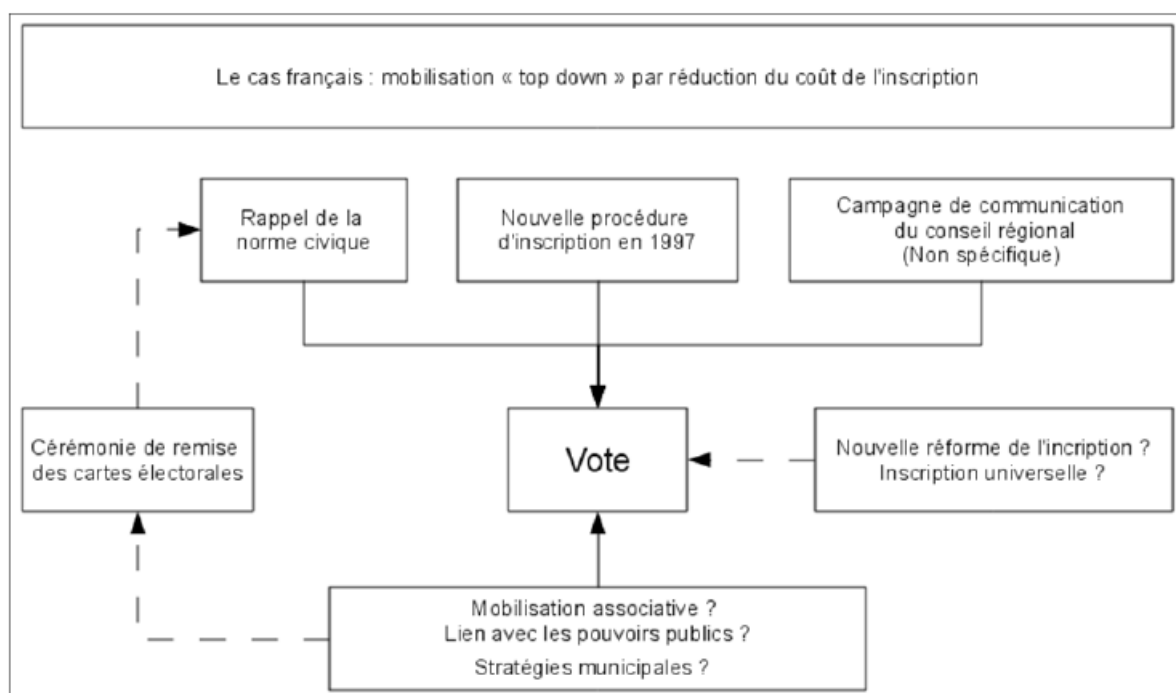 Le cas français : mobilisation « top down » par réduction du coût de l'inscription
Rappel de la
norme civique
Nouvelle procédure
d'inscription en 1997
Campagne de communication
du conseil régional
(Non spécifique)
Cérémonie de remise
des cartes électorales
Vote
Nouvelle réforme de l'incription ?
Inscription universelle ?
Mobilisation associative ?
Lien avec les pouvoirs publics ?
Stratégies municipales ?